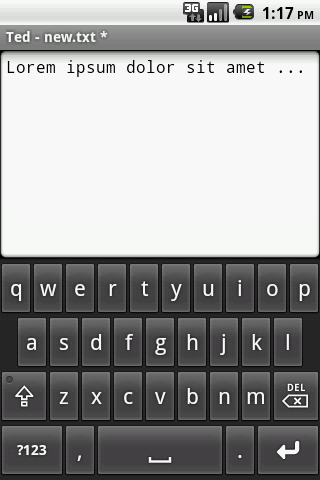 3G 1:17 PM
Ted - new.txt *
Lorem ipsum dolor sit amet ...
q w e r t y u i o p
a s d f g h j k l
z x c v b n m DEL
?123 , .